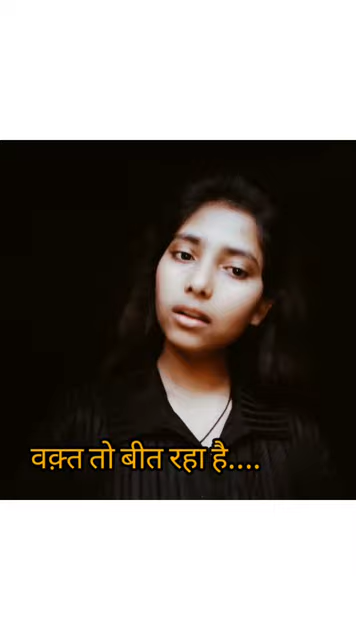 वक़्त तो बीत रहा है....